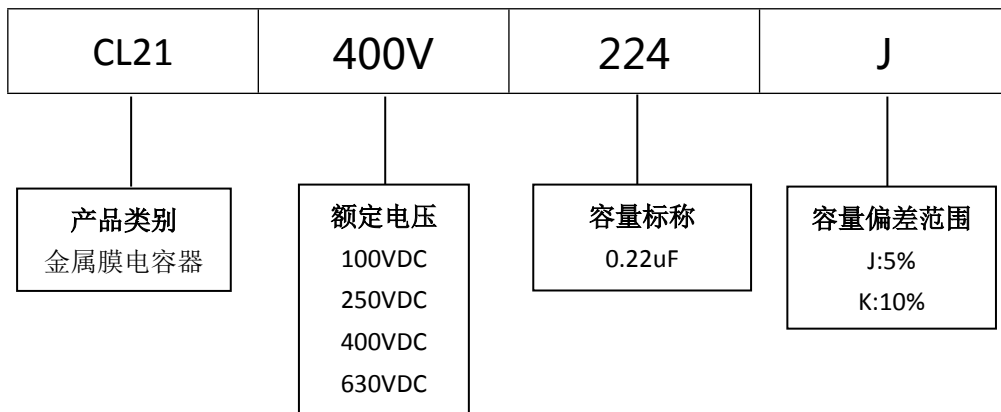 CL21 400V 224 J
产品类别
金属膜电容器
额定电压
100VDC
250VDC
400VDC
630VDC
容量标称
0.22uF
容量偏差范围
J:5%
K:10%